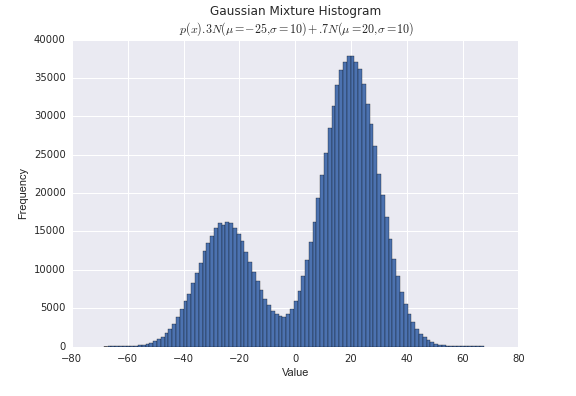 Gaussian Mixture Histogram
p(x).3N(μ=−25,σ=10)+.7N(μ=20,σ=10)
40000
35000
30000
25000
20000
15000
10000
5000
0
Frequency
−80 −60 −40 −20 0 20 40 60 80
Value